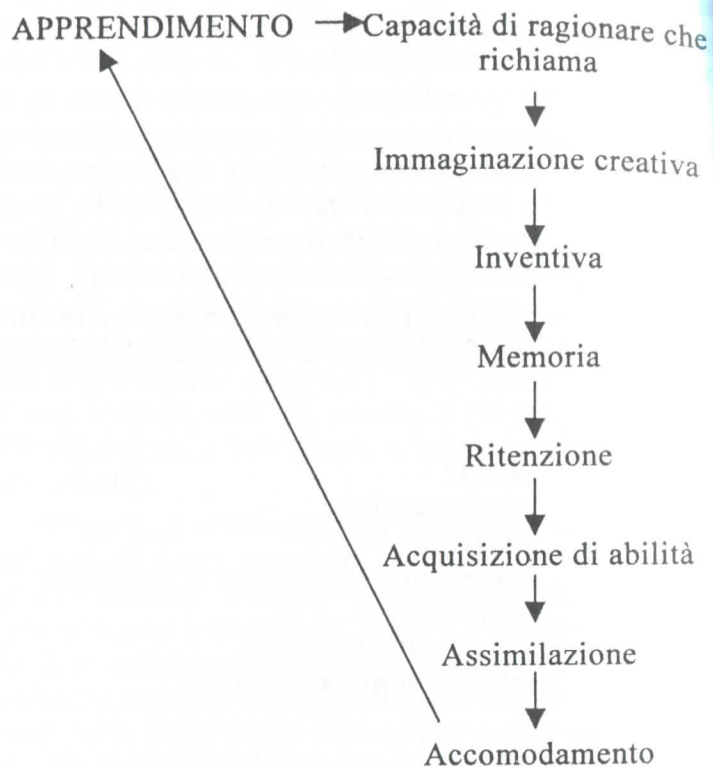 APPRENDIMENTO Capacità di ragionare che
richiama
Immaginazione creativa
Inventiva
Memoria
Ritenzione
Acquisizione di abilità
Assimilazione
Accomodamento